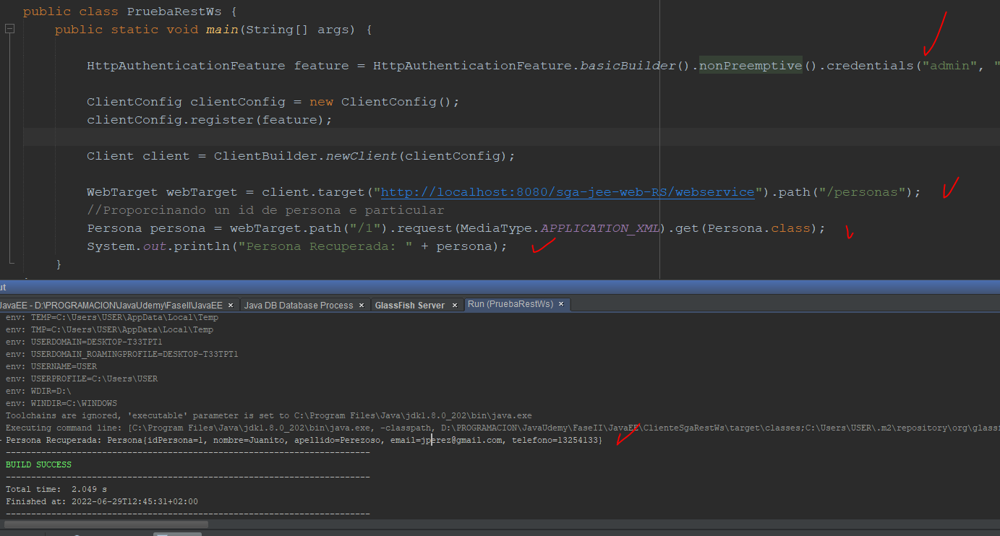 public class PruebaRestWs {
public static void main(String[] args) {
HttpAuthenticationFeature feature = HttpAuthenticationFeature.basicBuilder().nonPreemptive().credentials("admin", "
ClientConfig clientConfig = new ClientConfig();
clientConfig.register(feature);
Client client = ClientBuilder.newClient(clientConfig);
WebTarget webTarget = client.target("http://localhost:8080/sga-jee-web-RS/webservice").path("/personas");
//Proporcinando un id de persona e particular
Persona persona = webTarget.path("/1").request(MediaType.APPLICATION_XML).get(Persona.class);
System.out.println("Persona Recuperada: " + persona);
}
ut
JavaEE - D:\PROGRAMACION\JavaUdemy\FaseII\JavaEE × Java DB Database Process × GlassFish Server × Run (PruebaRestWs) ×
env: TEMP=C:\Users\USER\AppData\Local\Temp
env: TMP=C:\Users\USER\AppData\Local\Temp
env: USERDOMAIN=DESKTOP-T33TPT1
env: USERDOMAIN_ROAMINGPROFILE=DESKTOP-T33TPT1
env: USERNAME=USER
env: USERPROFILE=C:\Users\USER
env: WDIR=D:\
env: WINDIR=C:\WINDOWS
Toolchains are ignored, 'executable' parameter is set to C:\Program Files\Java\jdk1.8.0_202\bin\java.exe
Executing command line: [C:\Program Files\Java\jdk1.8.0_202\bin\java.exe, -classpath, D:\PROGRAMACION\JavaUdemy\FaseII\JavaEE\ClienteSgaRestWs\target\classes;C:\Users\USER\.m2\repository\org\glassf
Persona Recuperada: Persona{idPersona=1, nombre=Juanito, apellido=Perezoso, email=jperez@gmail.com, telefono=13254133}
------------------------------------------------------------------------
BUILD SUCCESS
------------------------------------------------------------------------
Total time:  2.049 s
Finished at: 2022-06-29T12:45:31+02:00
------------------------------------------------------------------------